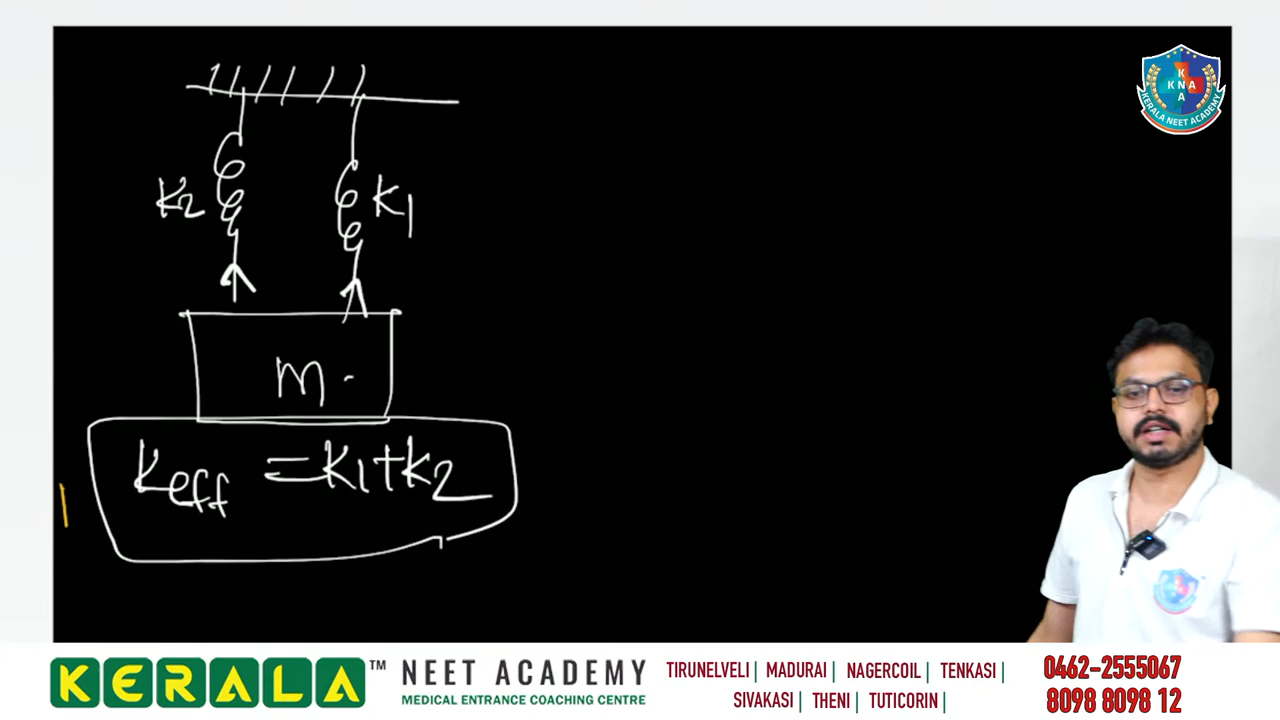 K2
K1
m
Keff = K1+K2
K
K N A
A
KERALA NEET ACADEMY
KERALA™ NEET ACADEMY
MEDICAL ENTRANCE COACHING CENTRE
TIRUNELVELI | MADURAI | NAGERCOIL | TENKASI |
SIVAKASI | THENI | TUTICORIN |
0462-2555067
8098 8098 12